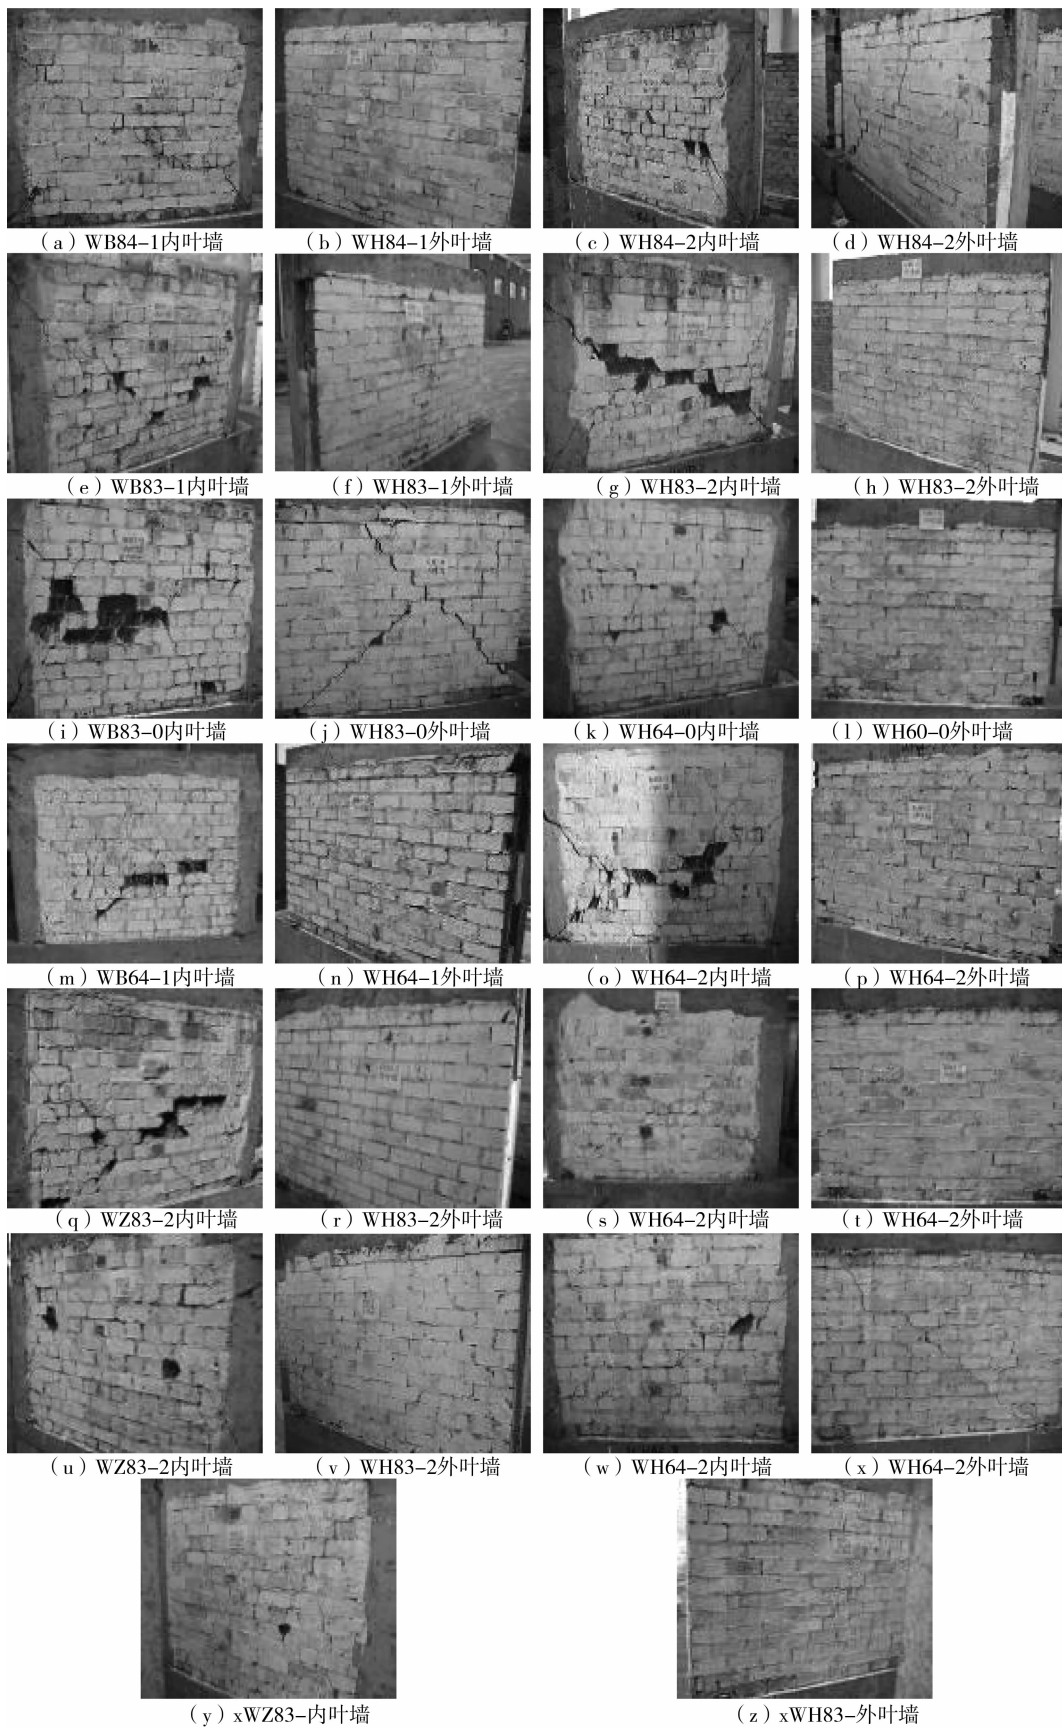 (a)WB84-1内叶墙 (b)WH84-1外叶墙 (c)WH84-2内叶墙 (d)WH84-2外叶墙
(e)WB83-1内叶墙 (f)WH83-1外叶墙 (g)WH83-2内叶墙 (h)WH83-2外叶墙
(i)WB83-0内叶墙 (j)WH83-0外叶墙 (k)WH64-0内叶墙 (l)WH60-0外叶墙
(m)WB64-1内叶墙 (n)WH64-1外叶墙 (o)WH64-2内叶墙 (p)WH64-2外叶墙
(q)WZ83-2内叶墙 (r)WH83-2外叶墙 (s)WH64-2内叶墙 (t)WH64-2外叶墙
(u)WZ83-2内叶墙 (v)WH83-2外叶墙 (w)WH64-2内叶墙 (x)WH64-2外叶墙
(y)xWZ83-内叶墙 (z)xWH83-外叶墙